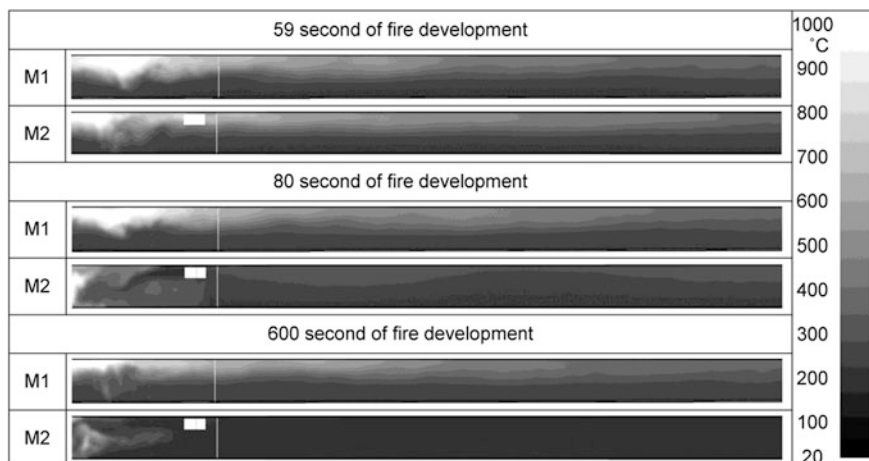 59 second of fire development
M1
M2
80 second of fire development
M1
M2
600 second of fire development
M1
M2
1000
°C
900
800
700
600
500
400
300
200
100
20